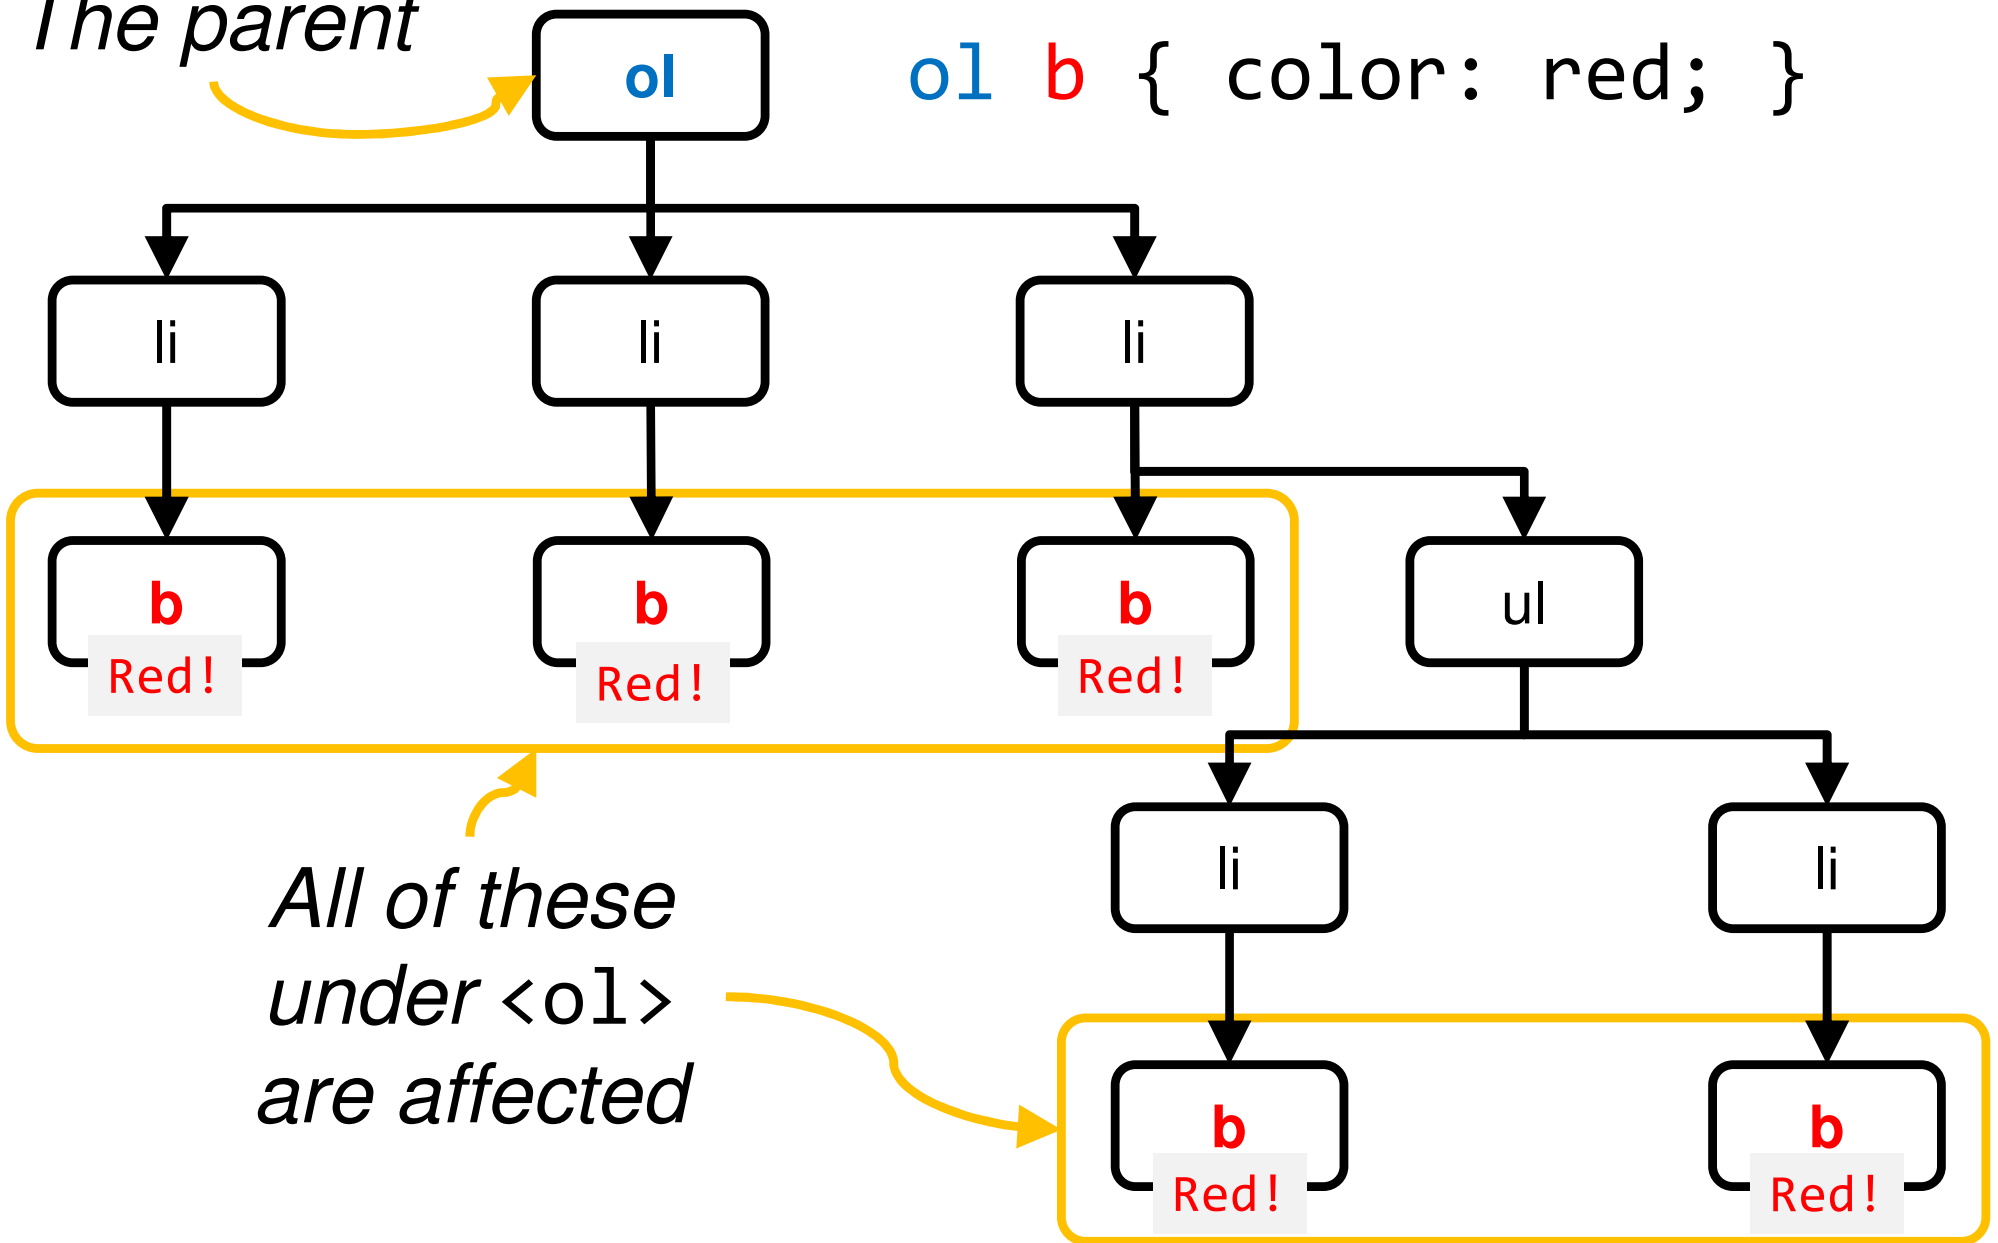 The parent
ol
ol b { color: red; }
li
li
li
b
b
b
ul
Red!
Red!
Red!
li
li
All of these
under <ol>
are affected
b
b
Red!
Red!